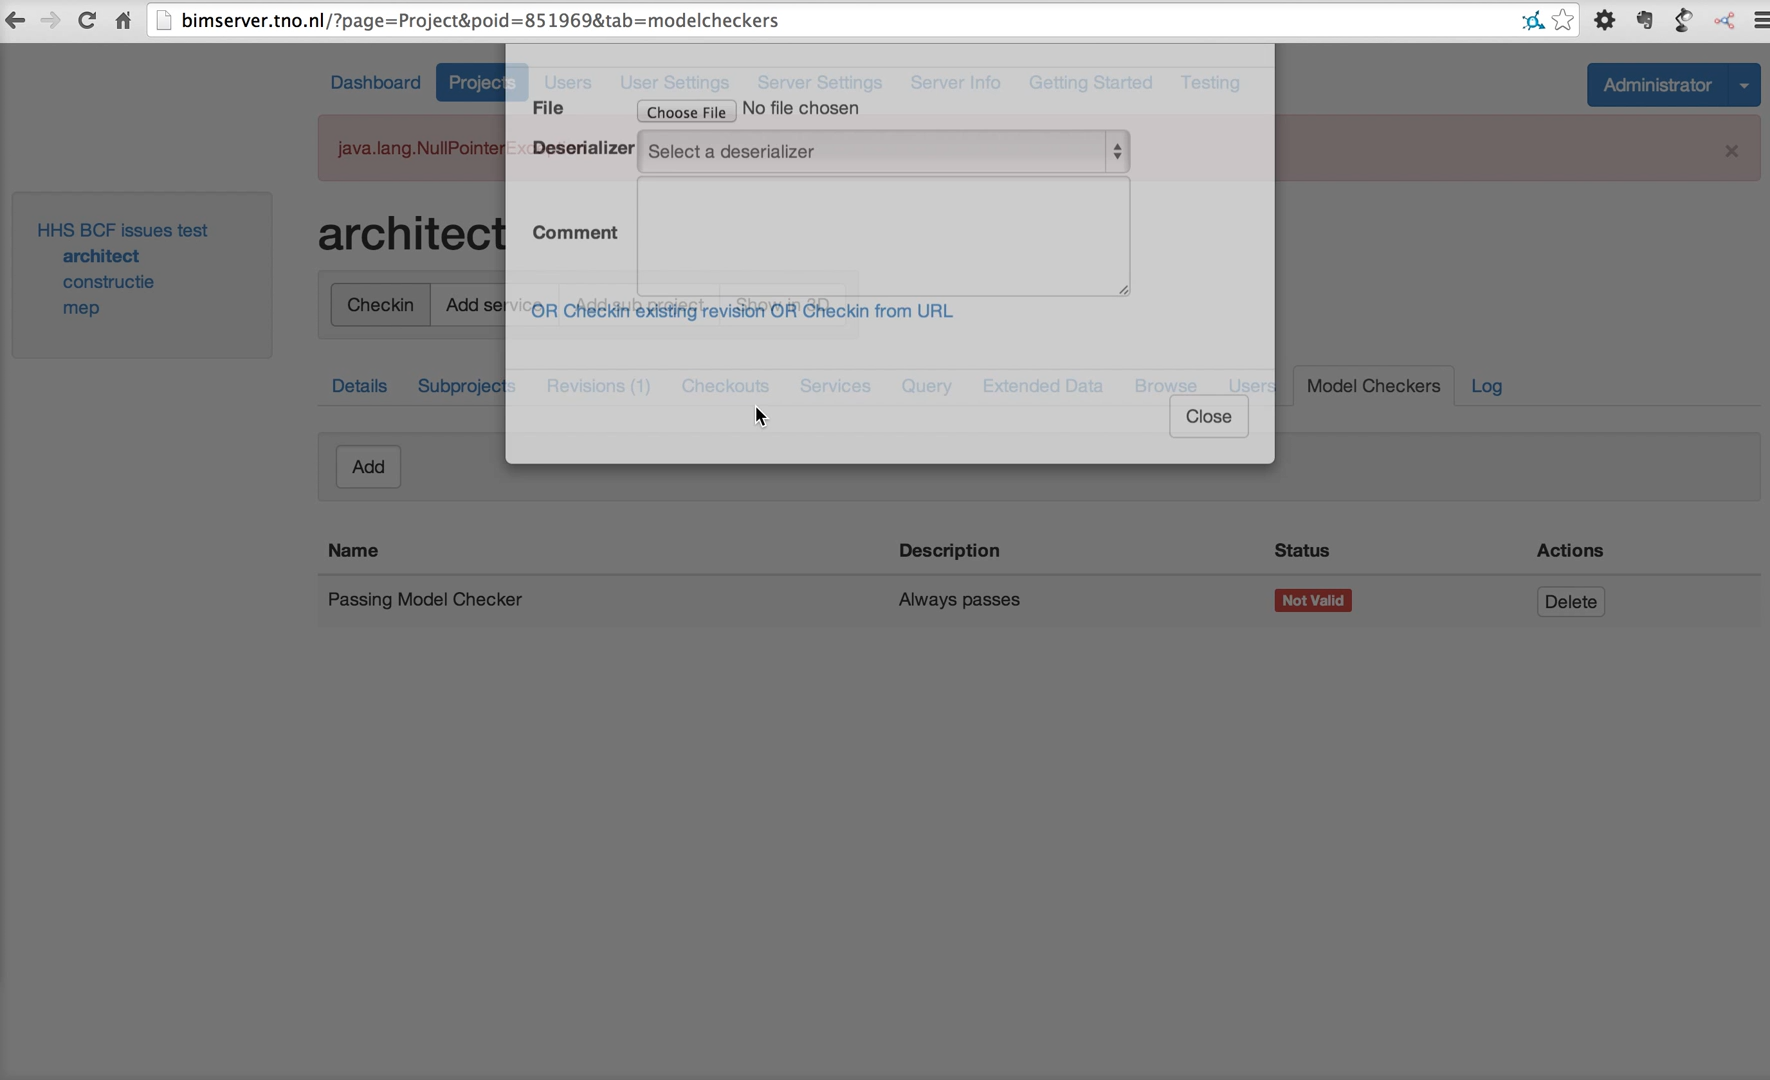 bimserver.tno.nl/?page=Project&poid=851969&tab=modelcheckers
Dashboard Projects Users User Settings Server Settings Server Info Getting Started Testing Administrator
File Choose File No file chosen
java.lang.NullPointerException ×
Deserializer Select a deserializer
HHS BCF issues test
architect
constructie
mep
architect
Comment
Checkin Add service Add sub project Show in 3D
OR Checkin existing revision OR Checkin from URL
Details Subprojects Revisions (1) Checkouts Services Query Extended Data Browse Users Model Checkers Log
Close
Add
Name Description Status Actions
Passing Model Checker Always passes Not Valid Delete